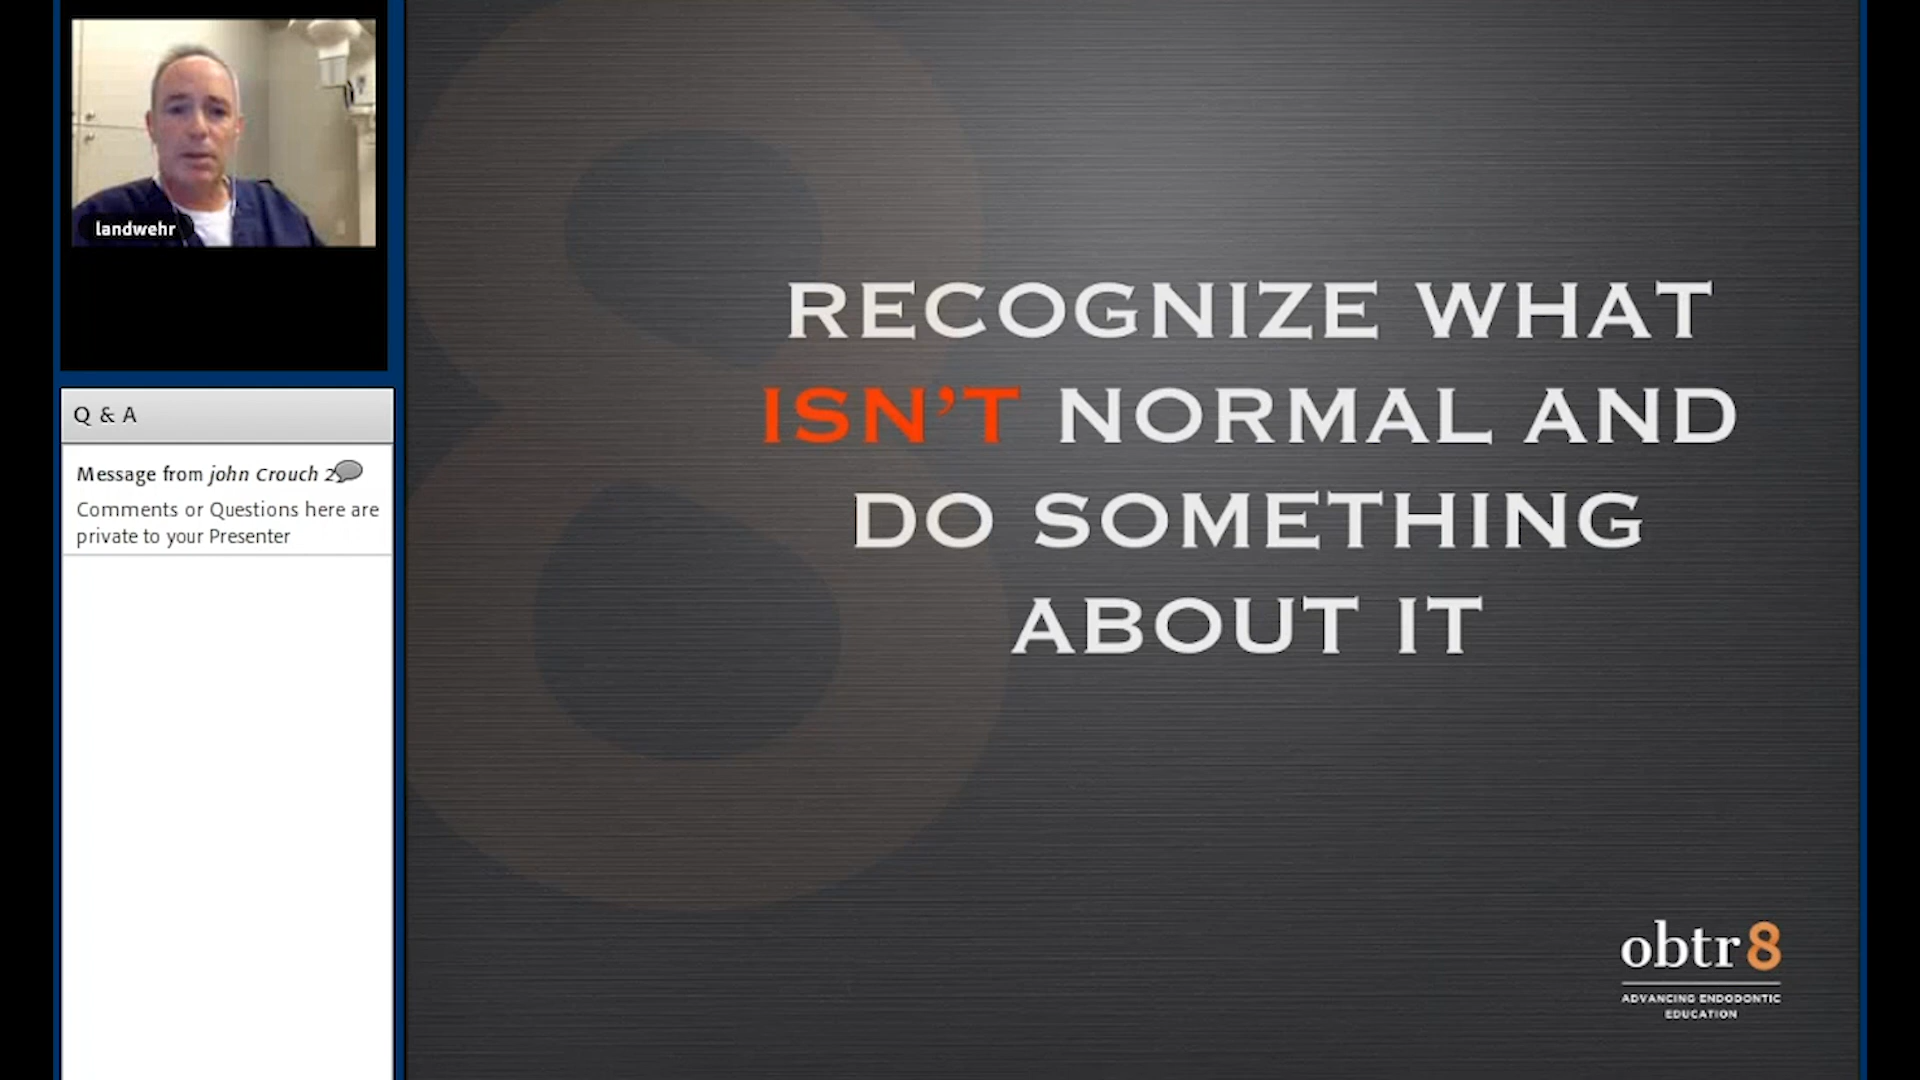 landwehr
Q & A
Message from john Crouch 2
Comments or Questions here are
private to your Presenter
RECOGNIZE WHAT
ISN'T NORMAL AND
DO SOMETHING
ABOUT IT
obtr8
ADVANCING ENDODONTIC
EDUCATION